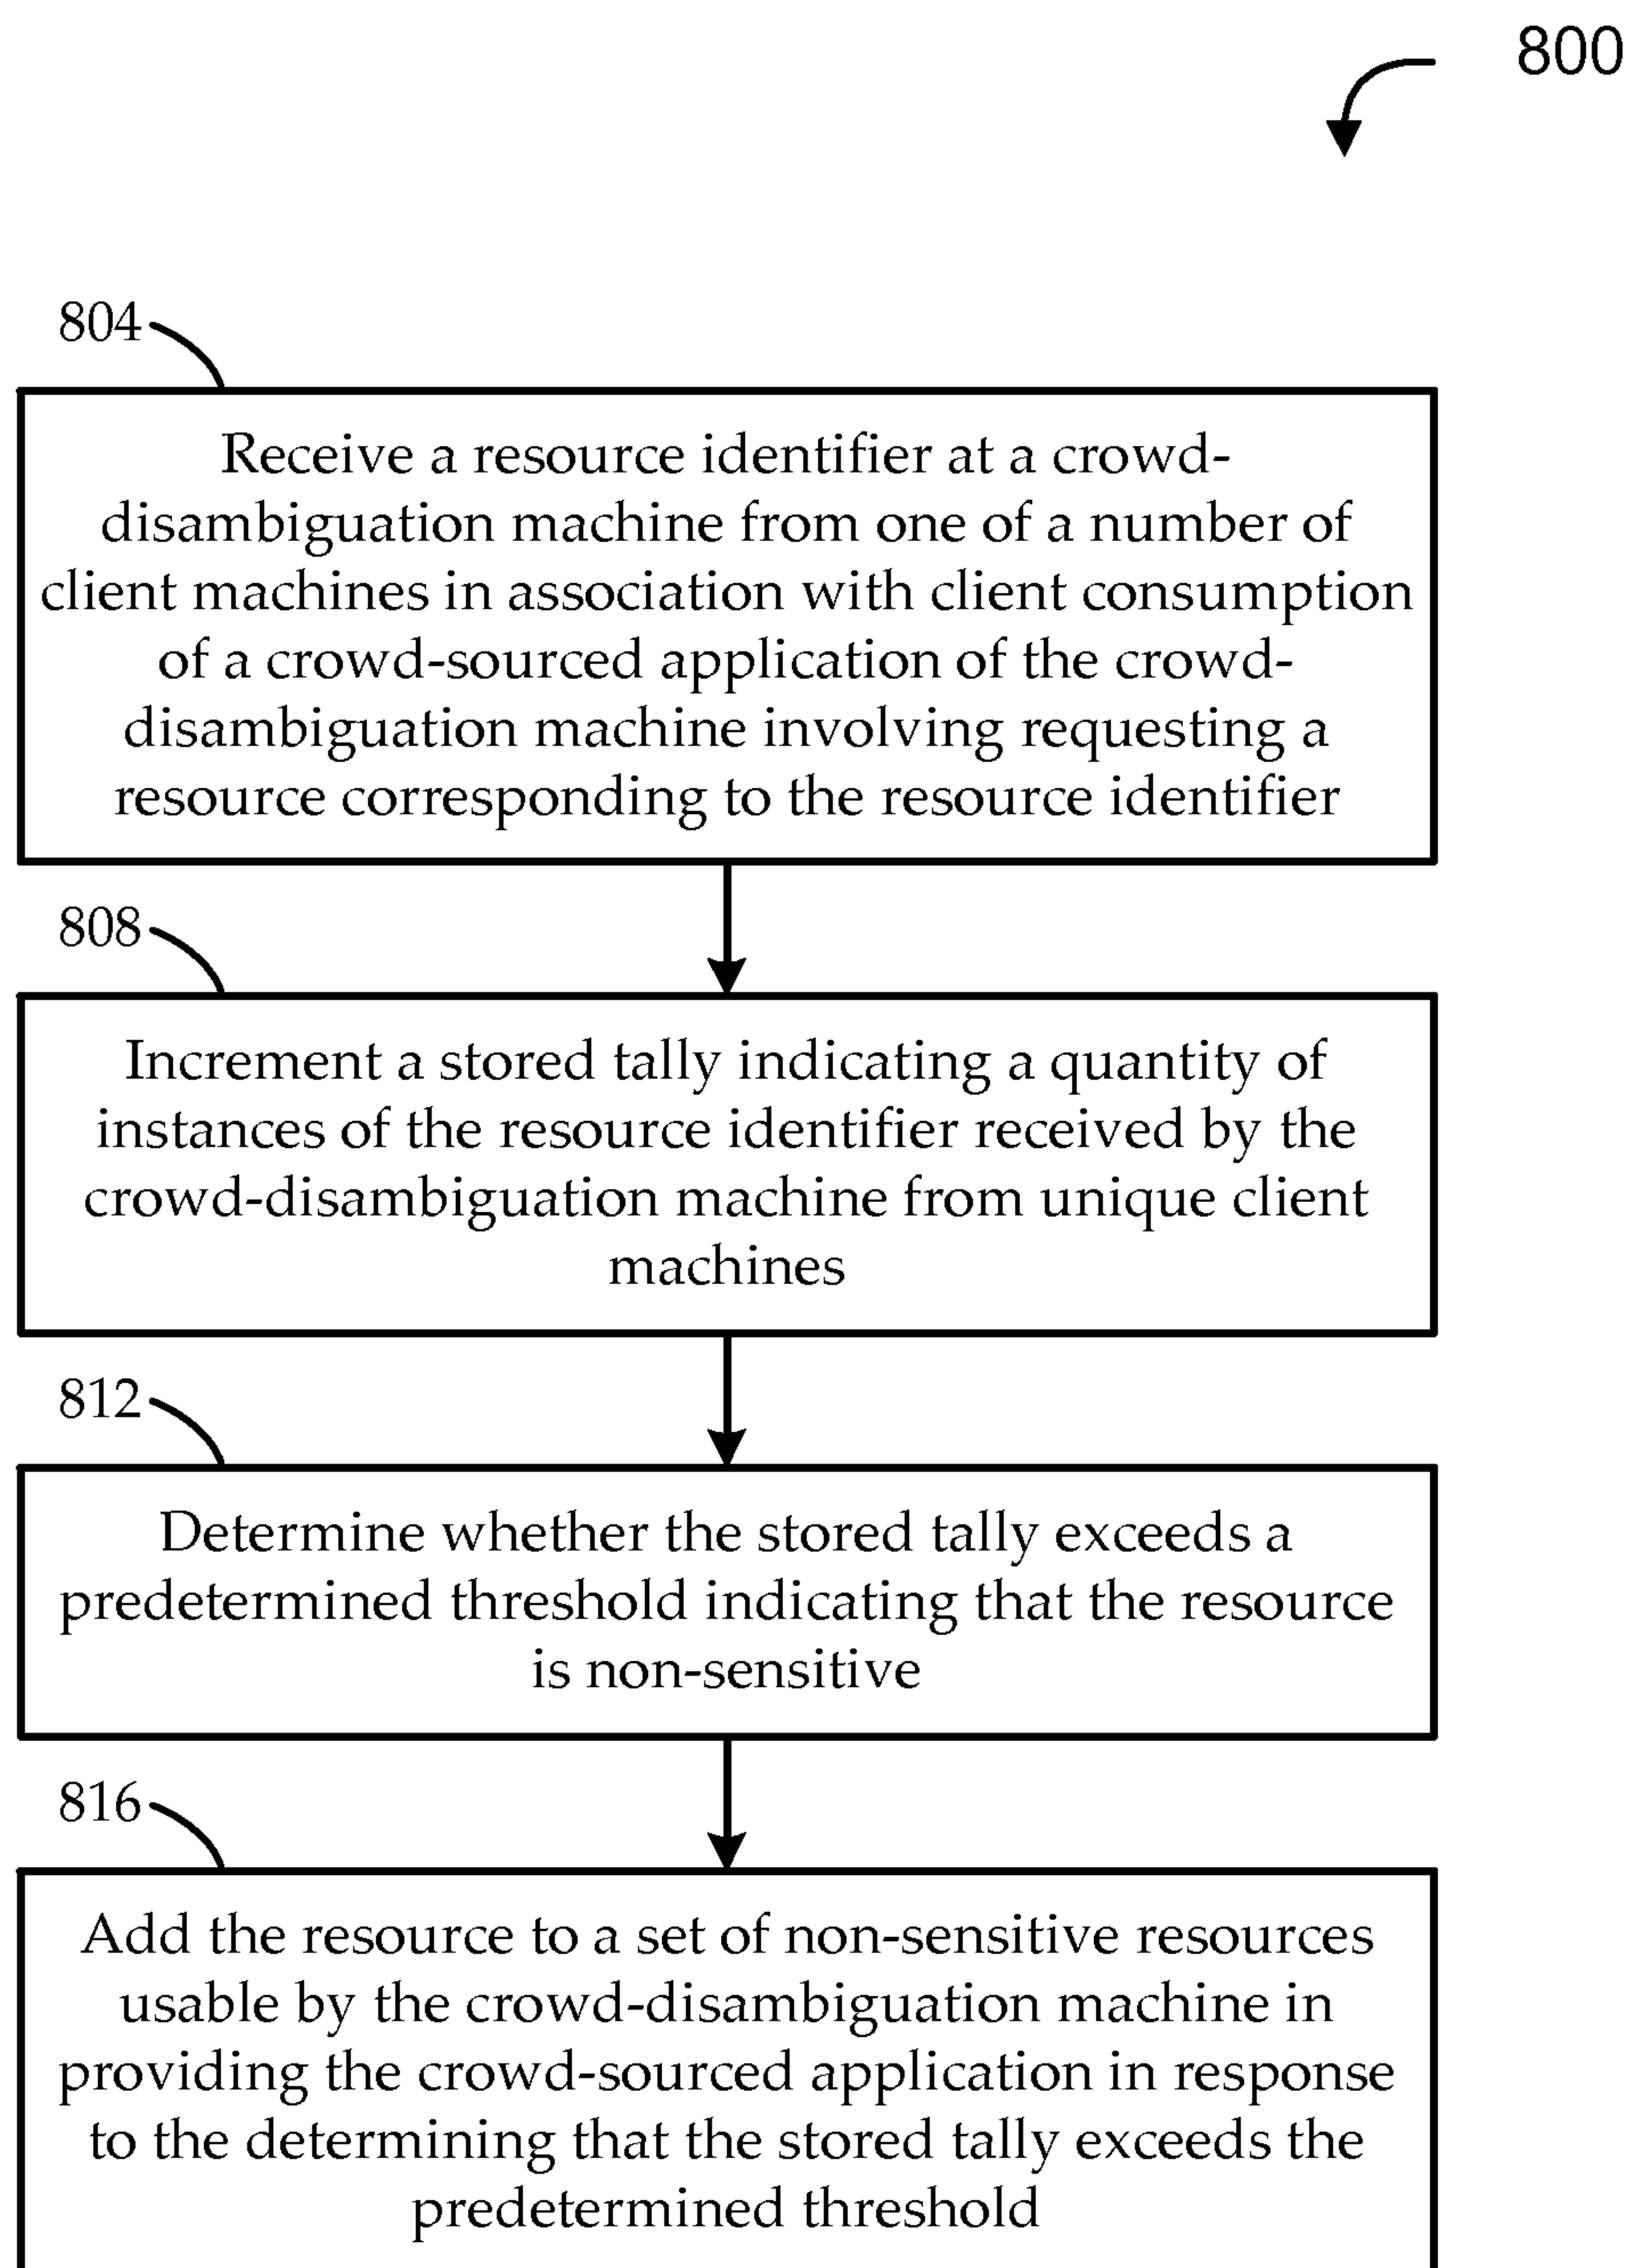 800
804
Receive a resource identifier at a crowd-
disambiguation machine from one of a number of
client machines in association with client consumption
of a crowd-sourced application of the crowd-
disambiguation machine involving requesting a
resource corresponding to the resource identifier
808
Increment a stored tally indicating a quantity of
instances of the resource identifier received by the
crowd-disambiguation machine from unique client
machines
812
Determine whether the stored tally exceeds a
predetermined threshold indicating that the resource
is non-sensitive
816
Add the resource to a set of non-sensitive resources
usable by the crowd-disambiguation machine in
providing the crowd-sourced application in response
to the determining that the stored tally exceeds the
predetermined threshold